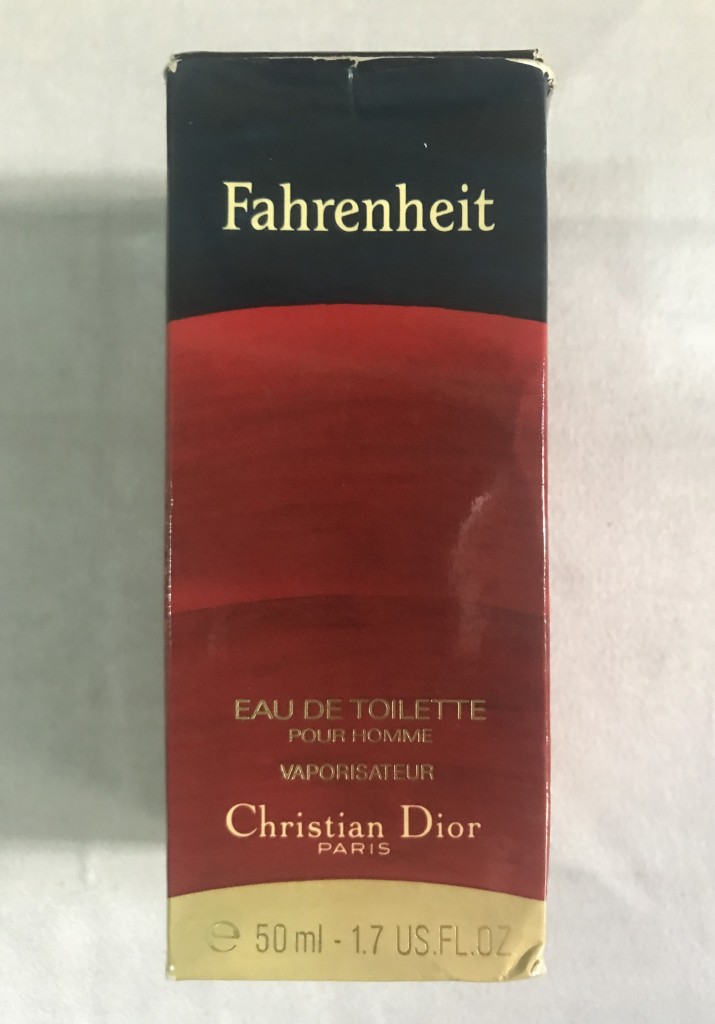 Fahrenheit
EAU DE TOILETTE
POUR HOMME
VAPORISATEUR
Christian Dior
PARIS
℮ 50 ml - 1.7 US.FL.OZ